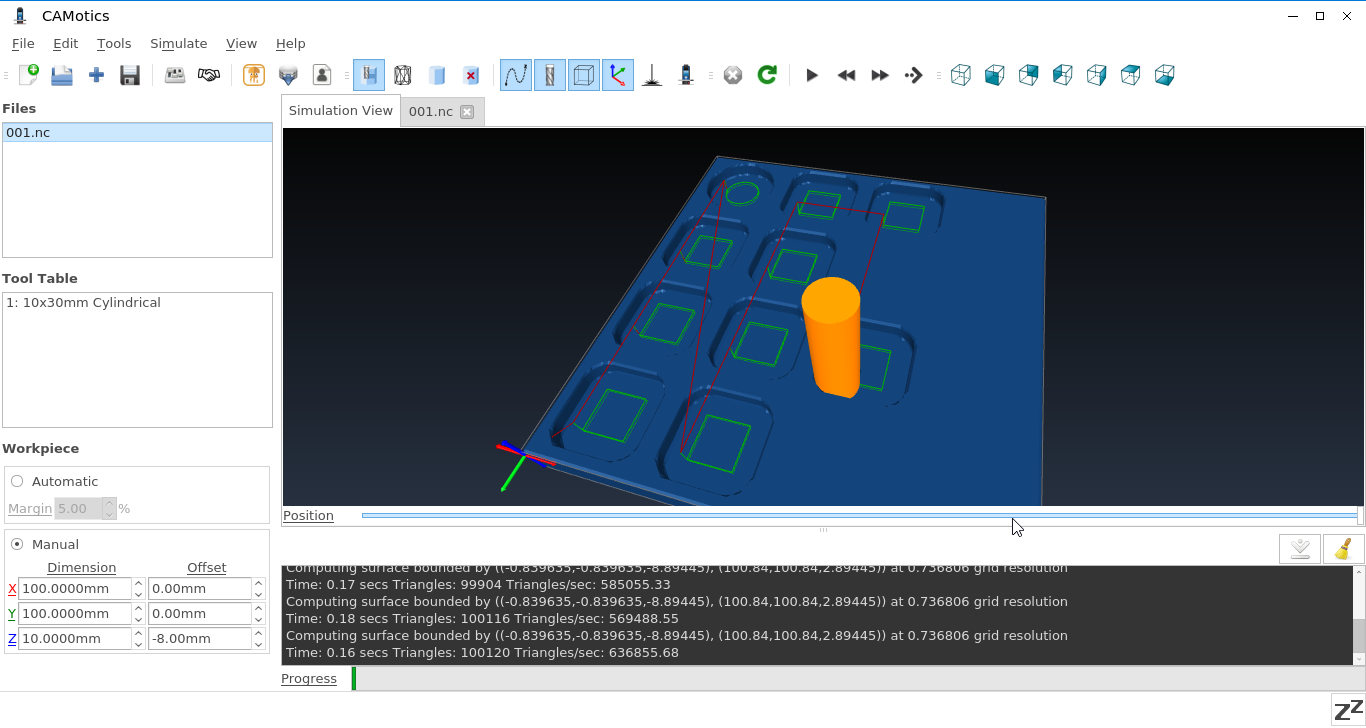 CAMotics
File Edit Tools Simulate View Help
Files
001.nc
Tool Table
1: 10x30mm Cylindrical
Workpiece
Automatic
Margin 5.00 %
Manual
Dimension Offset
X 100.0000mm 0.00mm
Y 100.0000mm 0.00mm
Z 10.0000mm -8.00mm
Simulation View 001.nc
Position
Computing surface bounded by ((-0.839635,-0.839635,-8.89445), (100.84,100.84,2.89445)) at 0.736806 grid resolution
Time: 0.17 secs Triangles: 99904 Triangles/sec: 585055.33
Computing surface bounded by ((-0.839635,-0.839635,-8.89445), (100.84,100.84,2.89445)) at 0.736806 grid resolution
Time: 0.18 secs Triangles: 100116 Triangles/sec: 569488.55
Computing surface bounded by ((-0.839635,-0.839635,-8.89445), (100.84,100.84,2.89445)) at 0.736806 grid resolution
Time: 0.16 secs Triangles: 100120 Triangles/sec: 636855.68
Progress
zZ